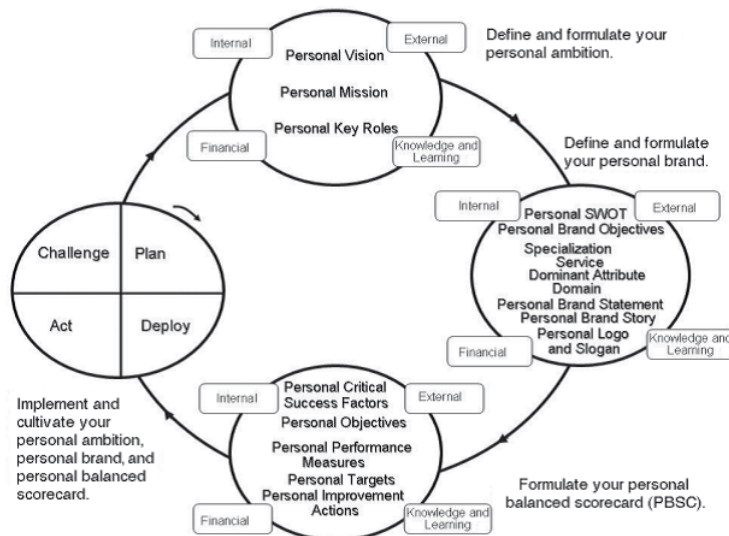 Internal
External
Personal Vision
Personal Mission
Personal Key Roles
Financial
Knowledge and
Learning
Define and formulate your
personal ambition.
Define and formulate
your personal brand.
Internal
External
Personal SWOT
Personal Brand Objectives
Specialization
Service
Dominant Attribute
Domain
Personal Brand Statement
Personal Brand Story
Personal Logo
and Slogan
Financial
Knowledge and
Learning
Challenge
Plan
Act
Deploy
Internal
External
Personal Critical
Success Factors
Personal Objectives
Personal Performance
Measures
Personal Targets
Personal Improvement
Actions
Financial
Knowledge and
Learning
Implement and
cultivate your
personal ambition,
personal brand, and
personal balanced
scorecard.
Formulate your personal
balanced scorecard (PBSC).